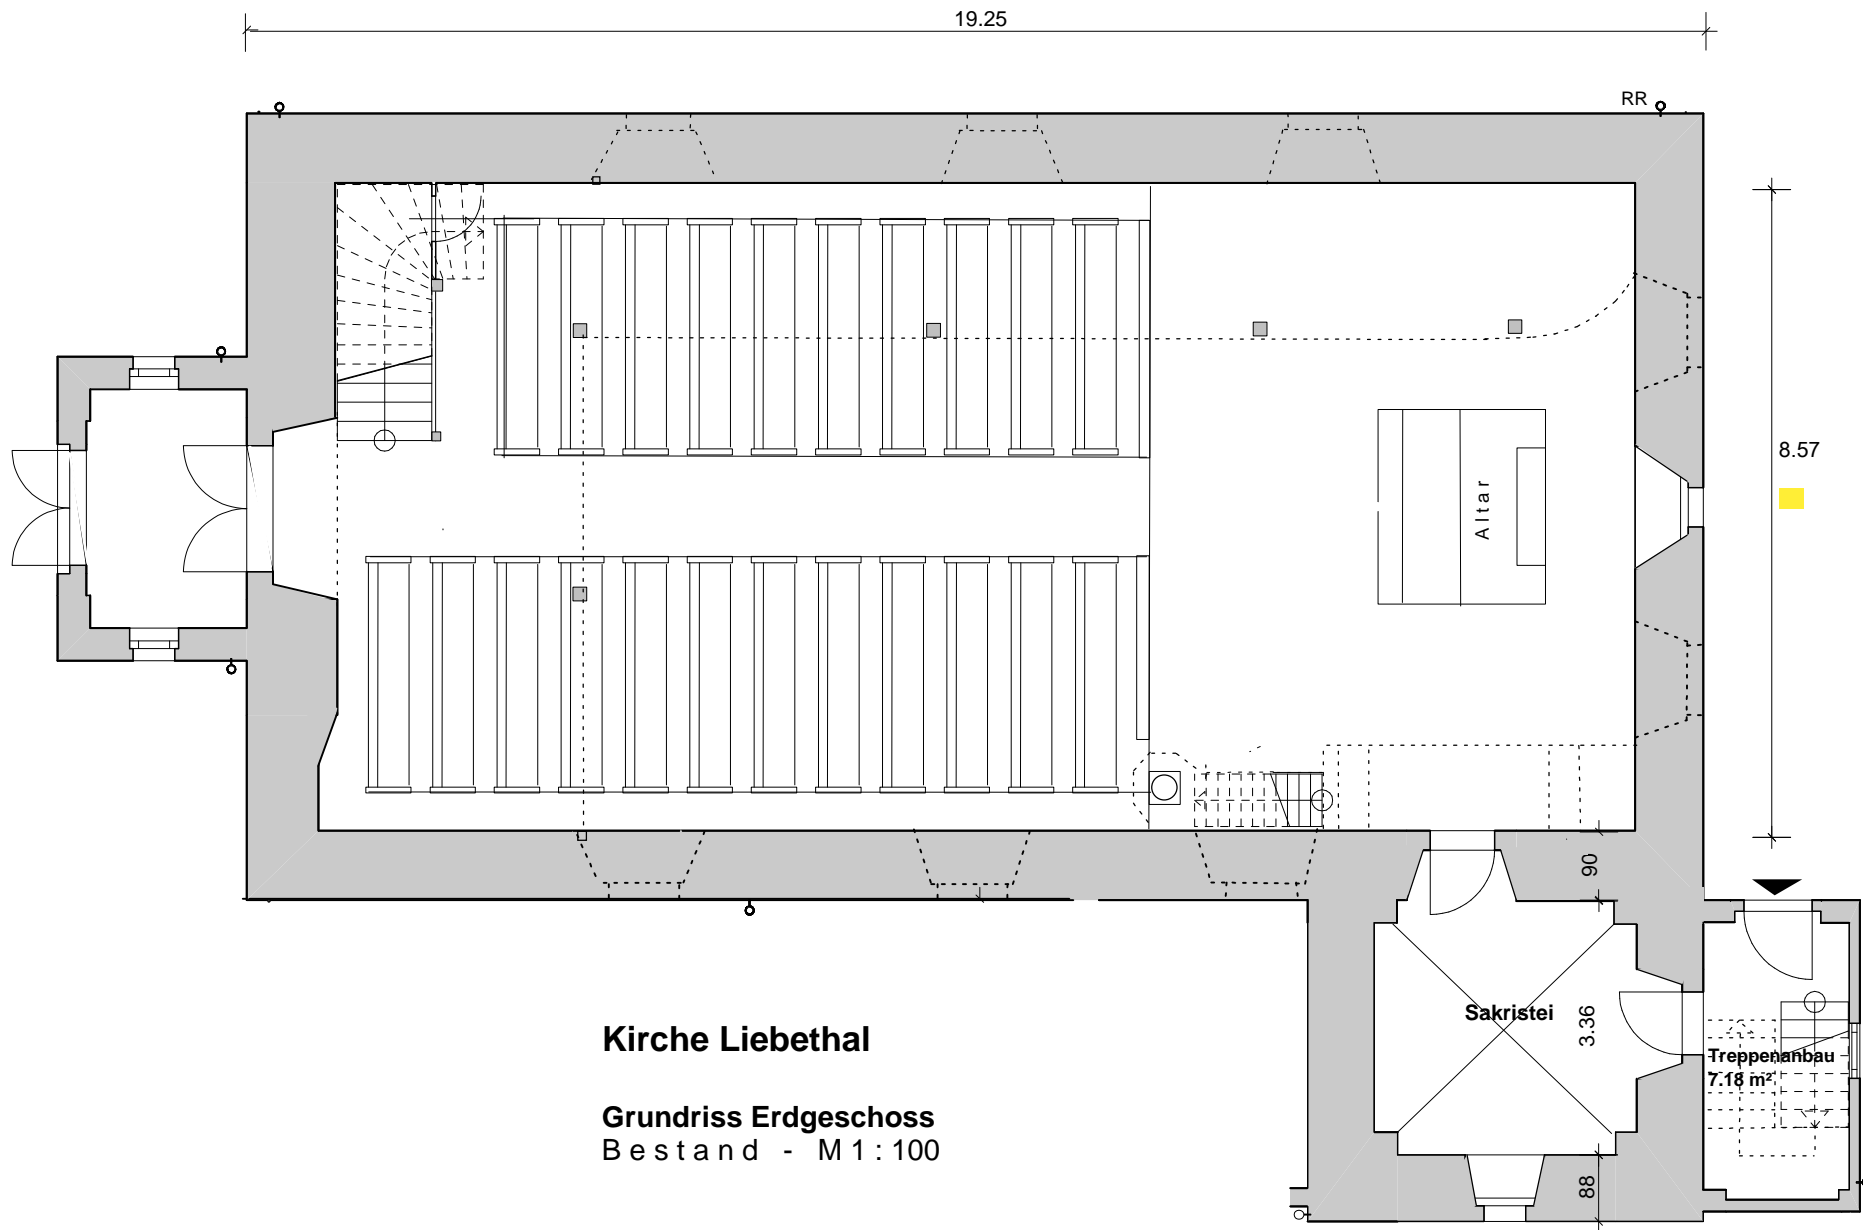 19.25
RR
8.57
Altar
90
Sakristei
3.36
Treppenanbau
7.18 m²
88
Kirche Liebethal
Grundriss Erdgeschoss
Bestand - M 1 : 100